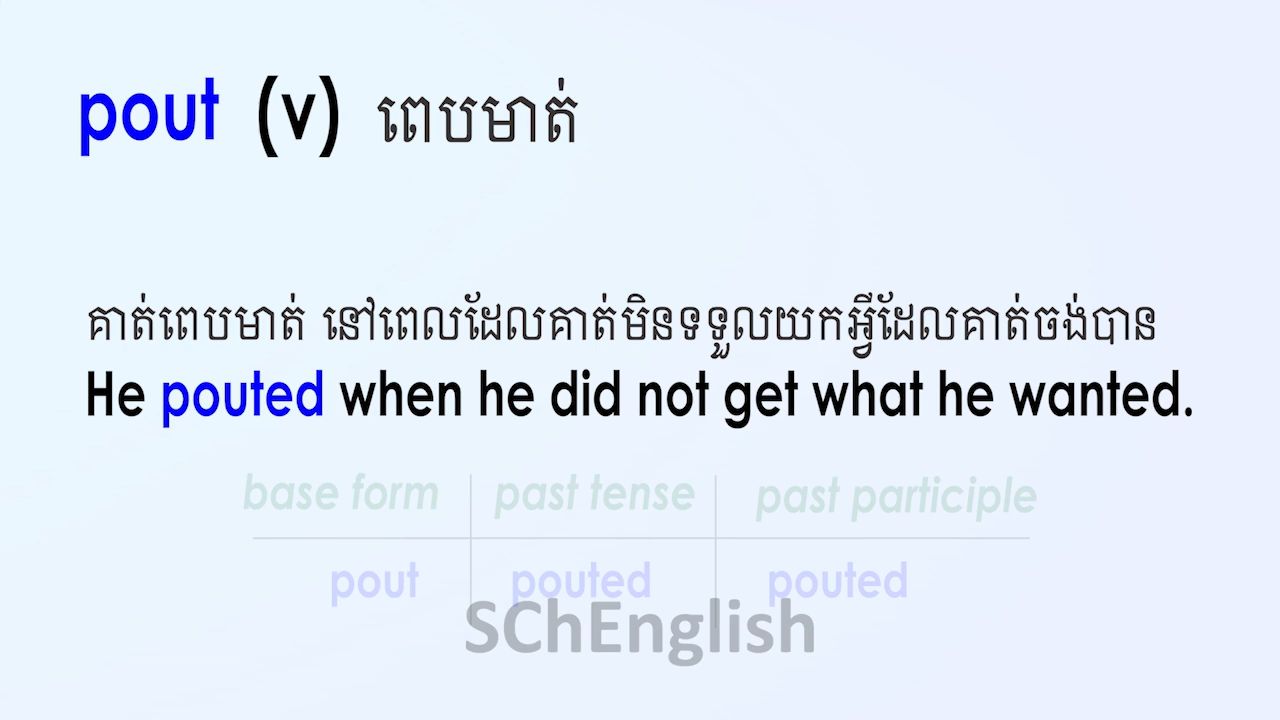 pout (v) ពេបមាត់
គាត់ពេបមាត់ នៅពេលដែលគាត់មិនទទួលយកអ្វីដែលគាត់ចង់បាន
He pouted when he did not get what he wanted.
base form past tense past participle
pout pouted pouted
SChEnglish